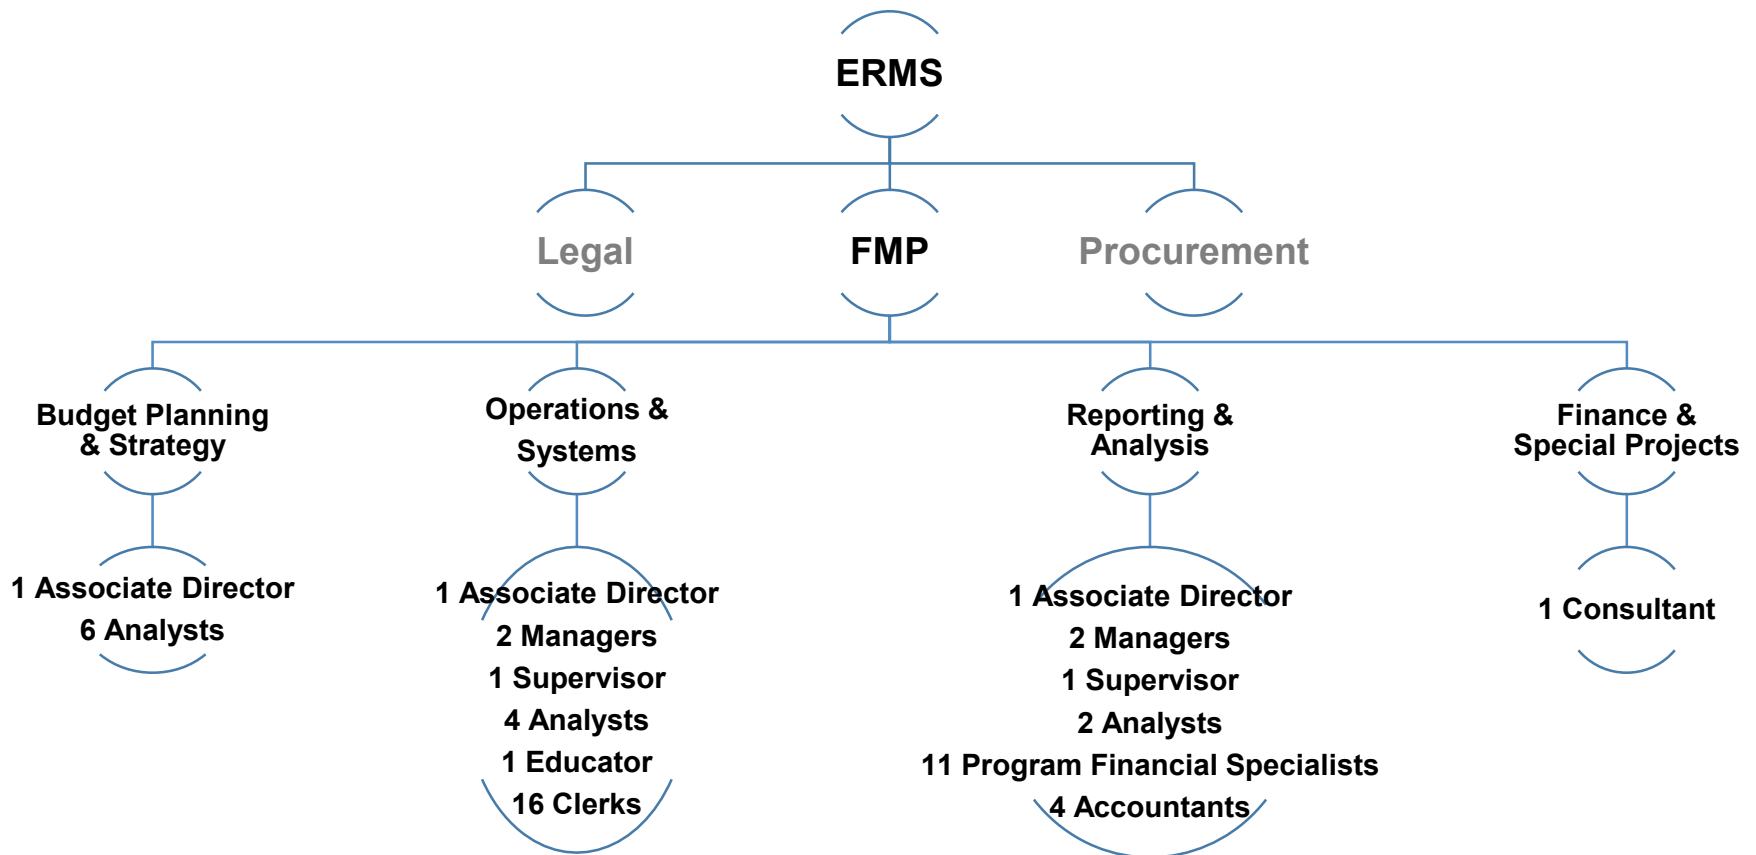 ERMS
Legal
FMP
Procurement
Budget Planning
& Strategy
Operations &
Systems
Reporting &
Analysis
Finance &
Special Projects
1 Associate Director
6 Analysts
1 Associate Director
2 Managers
1 Supervisor
4 Analysts
1 Educator
16 Clerks
1 Associate Director
2 Managers
1 Supervisor
2 Analysts
11 Program Financial Specialists
4 Accountants
1 Consultant